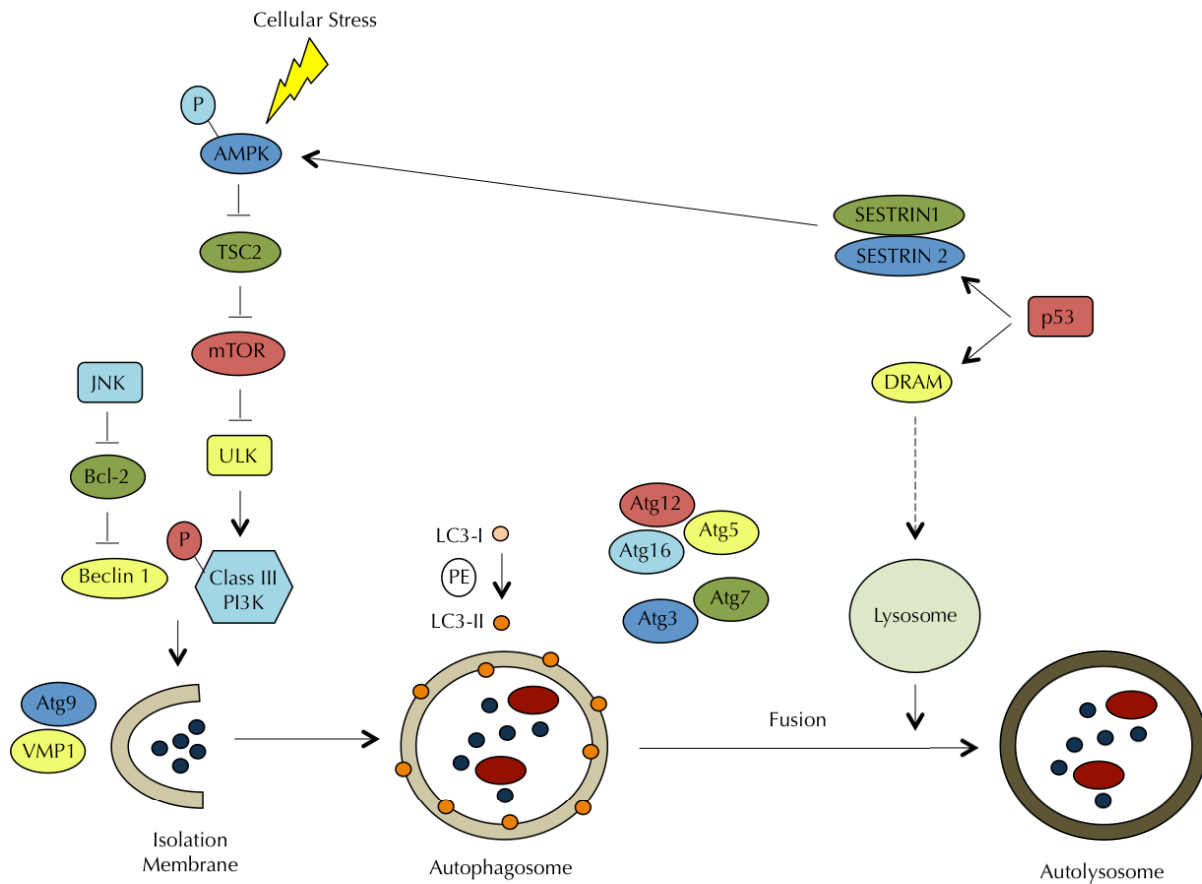 Cellular Stress
P
AMPK
SESTRIN1
TSC2
SESTRIN 2
p53
mTOR
JNK
DRAM
ULK
Bcl-2
Atg12
P
Atg5
LC3-I
Atg16
Beclin 1
Class III
PI3K
PE
Atg7
Atg3
LC3-II
Lysosome
Atg9
Fusion
VMP1
Isolation
Membrane
Autophagosome
Autolysosome